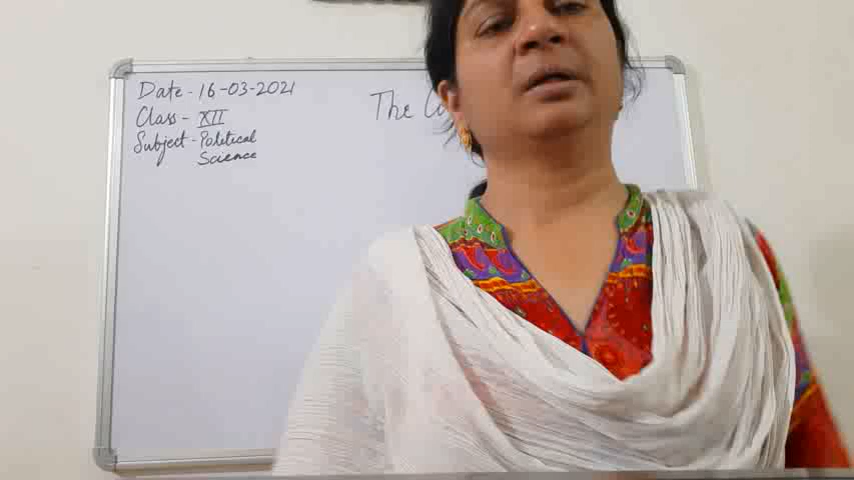 Date - 16-03-2021
The
Class - XII
Subject - Political
Science